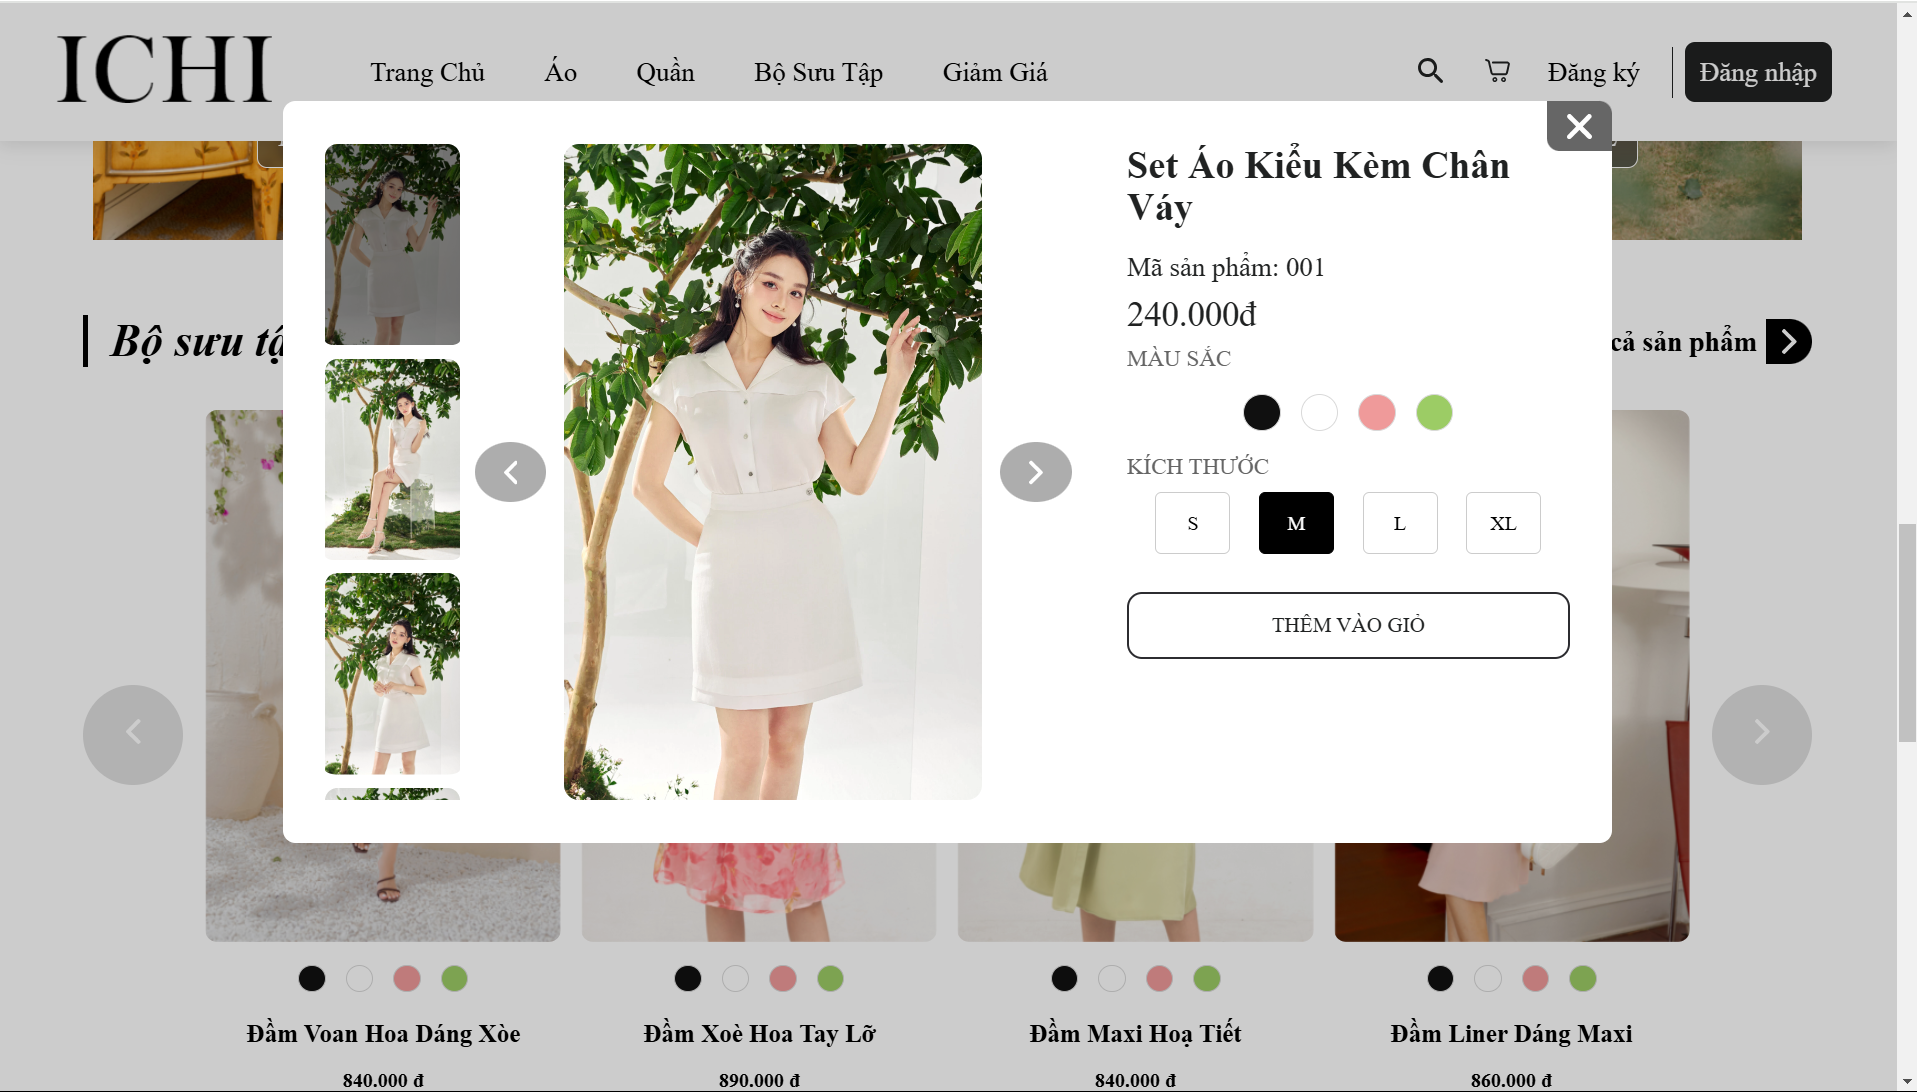 ICHI
Trang Chủ
Áo
Quần
Bộ Sưu Tập
Giảm Giá
Đăng ký
Đăng nhập
Set Áo Kiểu Kèm Chân
Váy
Mã sản phẩm: 001
240.000đ
MÀU SẮC
KÍCH THƯỚC
S
M
L
XL
THÊM VÀO GIỎ
Bộ sưu
cả sản phẩm
Đầm Voan Hoa Dáng Xòe
Đầm Xoè Hoa Tay Lỡ
Đầm Maxi Hoạ Tiết
Đầm Liner Dáng Maxi
840.000 đ
890.000 đ
840.000 đ
860.000 đ